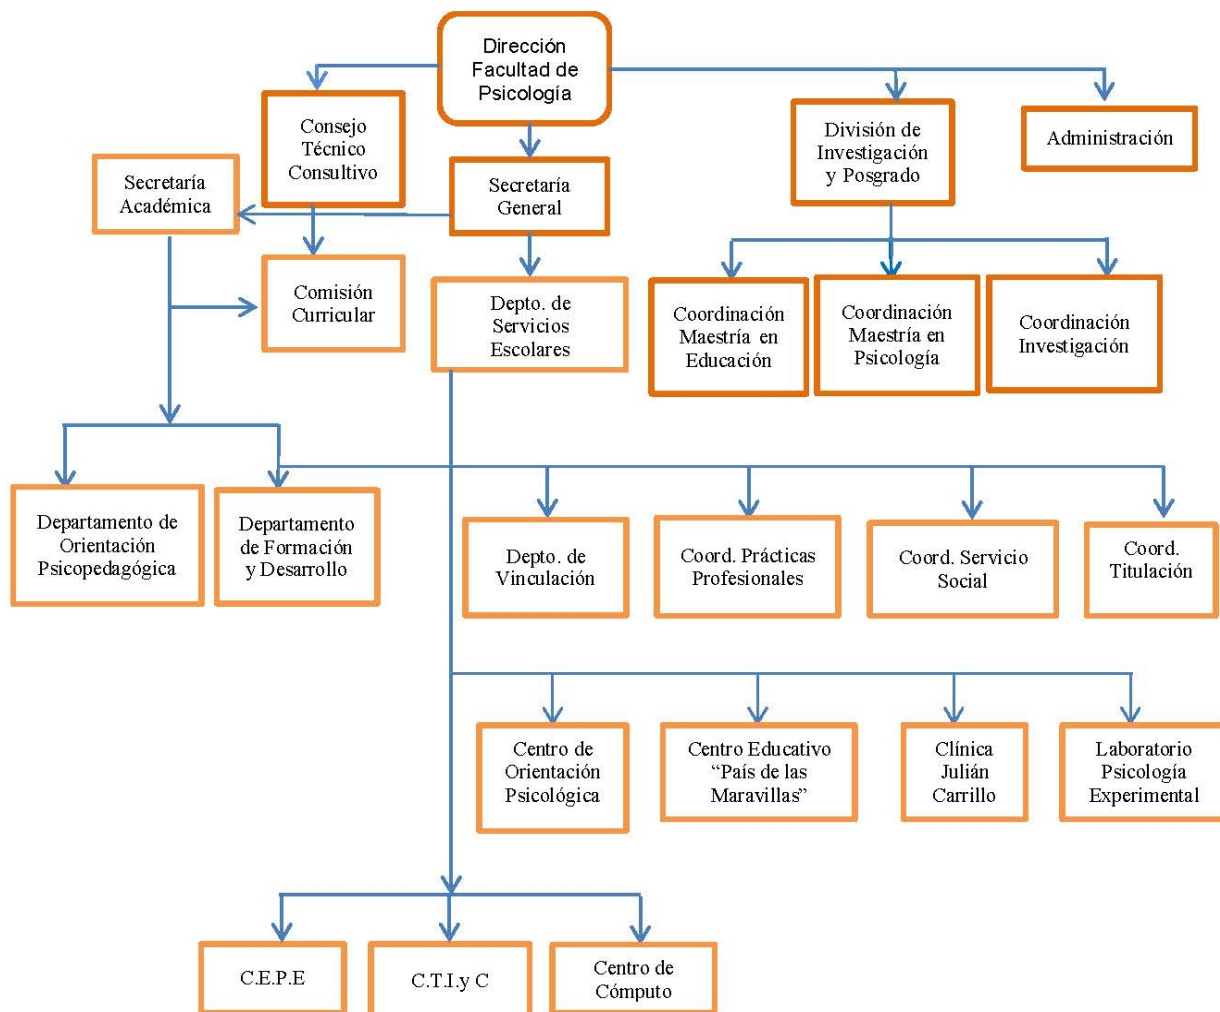 Dirección
Facultad de
Psicología
Consejo
Técnico
Consultivo
División de
Investigación
y Posgrado
Administración
Secretaría
Académica
Secretaría
General
Comisión
Curricular
Depto. de
Servicios
Escolares
Coordinación
Maestría en
Educación
Coordinación
Maestría en
Psicología
Coordinación
Investigación
Departamento de
Orientación
Psicopedagógica
Departamento
de Formación
y Desarrollo
Depto. de
Vinculación
Coord. Prácticas
Profesionales
Coord. Servicio
Social
Coord.
Titulación
Centro de
Orientación
Psicológica
Centro Educativo
“País de las
Maravillas”
Clínica
Julián
Carrillo
Laboratorio
Psicología
Experimental
C.E.P.E
C.T.I.y C
Centro de
Cómputo